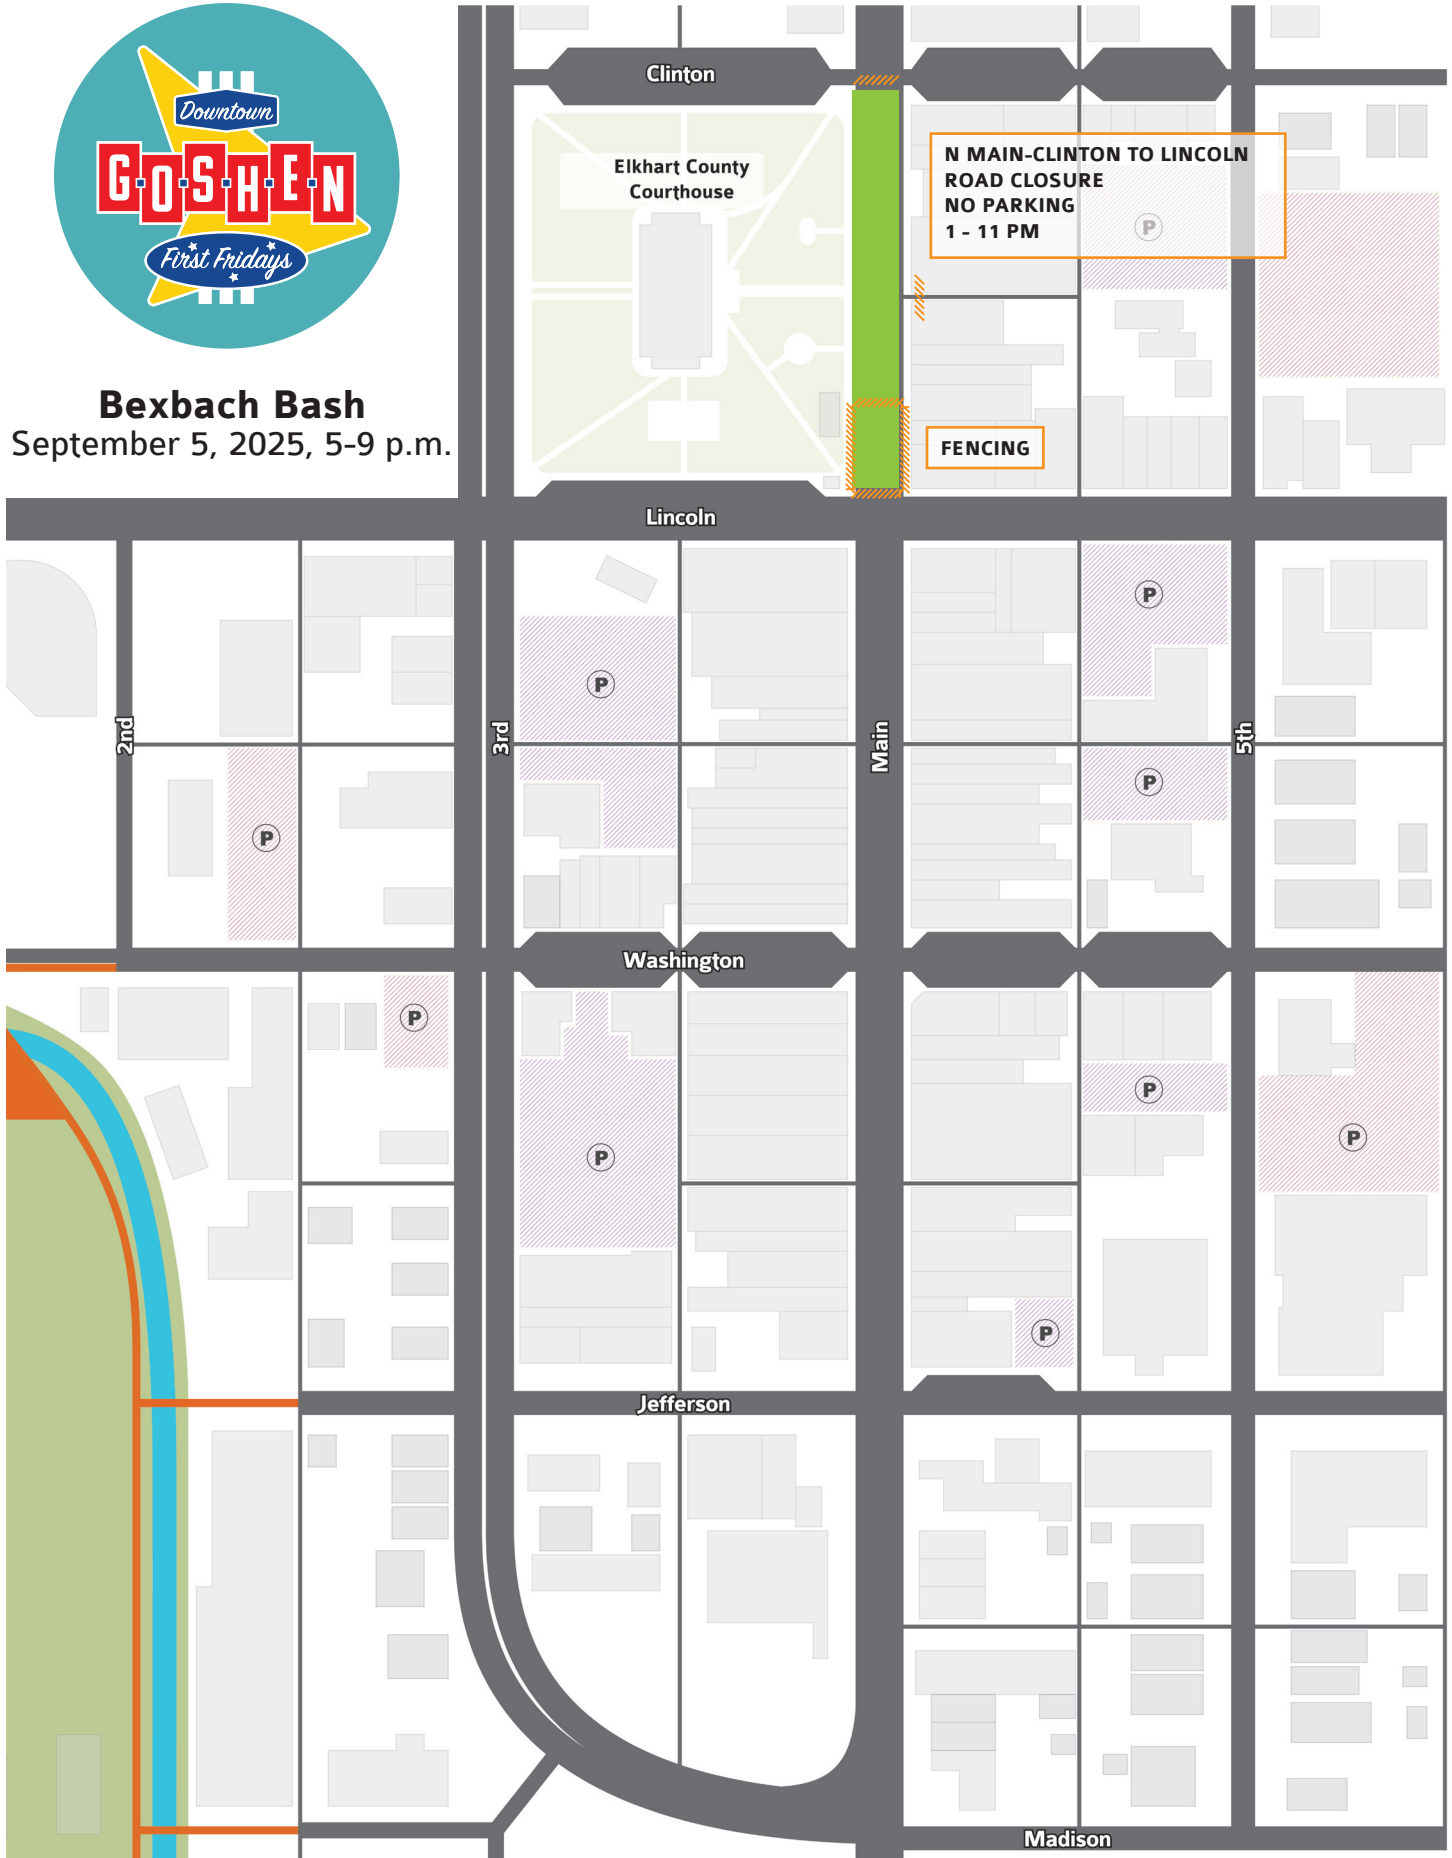 Downtown
G·O·S·H·E·N
First Fridays
Bexbach Bash
September 5, 2025, 5-9 p.m.
Clinton
Elkhart County
Courthouse
N MAIN-CLINTON TO LINCOLN
ROAD CLOSURE
NO PARKING
1 - 11 PM
P
FENCING
Lincoln
P
P
2nd
3rd
Main
5th
P
P
Washington
P
P
P
P
P
Jefferson
Madison